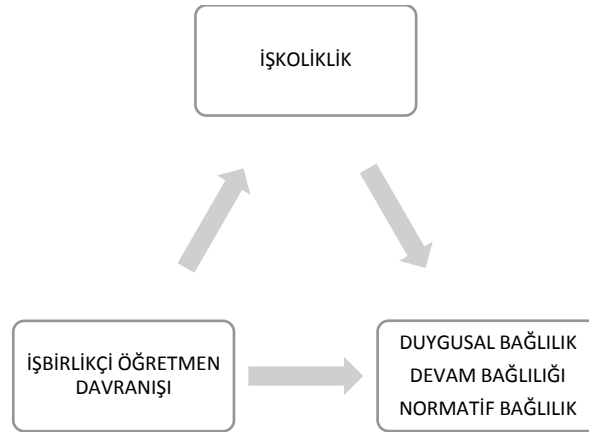 İŞKOLİKLİK
İŞBİRLİKÇİ ÖĞRETMEN
DAVRANIŞI
DUYGUSAL BAĞLILIK
DEVAM BAĞLILIĞI
NORMATİF BAĞLILIK